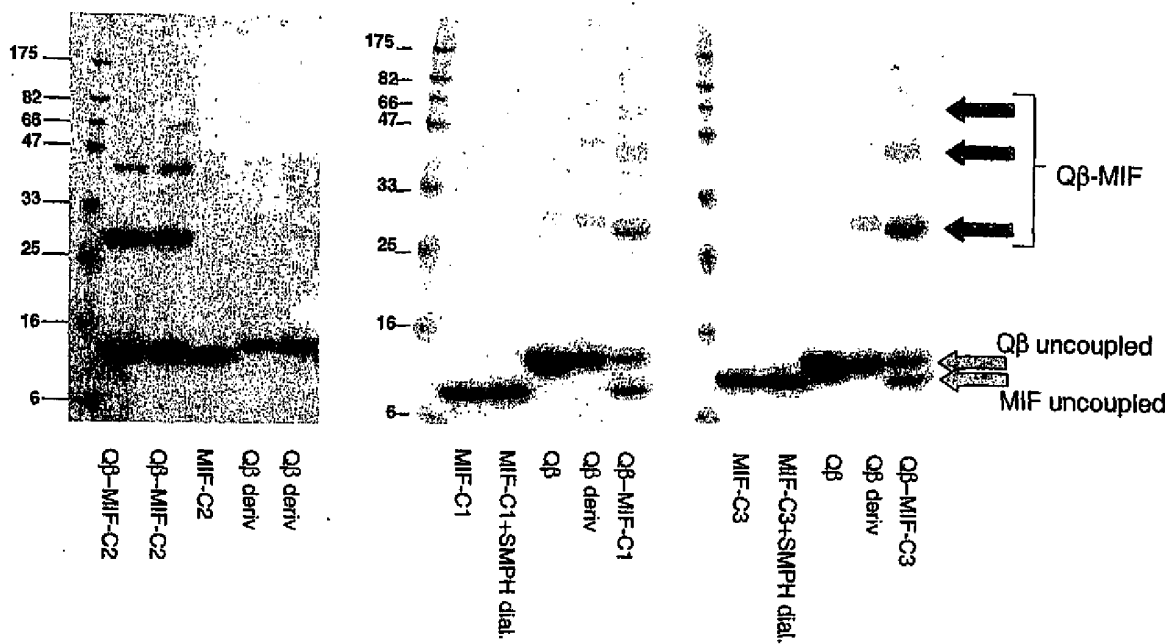 175
82
66
47
33
25
16
6
Qβ–MIF-C2
Qβ–MIF-C2
MIF-C2
Qβ deriv
Qβ deriv
175
82
66
47
33
25
16
6
MIF-C1
MIF-C1+SMPH dial.
Qβ
Qβ deriv
Qβ–MIF-C1
MIF-C3
MIF-C3+SMPH dial.
Qβ
Qβ deriv
Qβ–MIF-C3
Qβ-MIF
Qβ uncoupled
MIF uncoupled